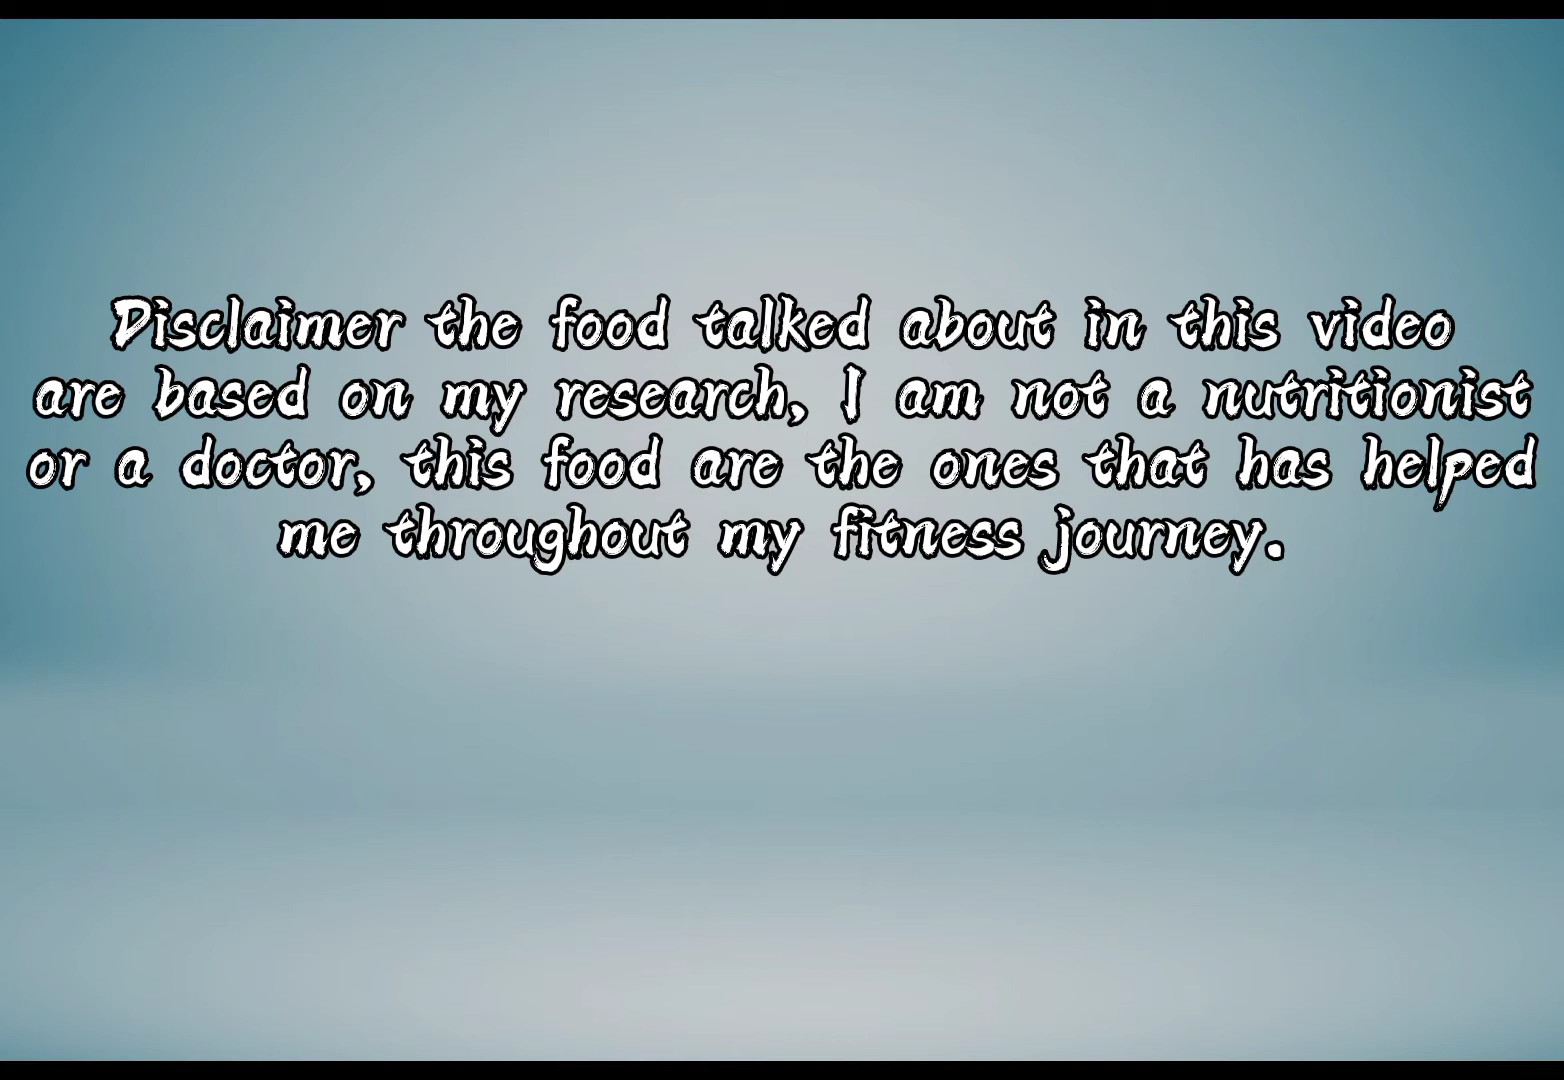 Disclaimer the food talked about in this video
are based on my research, I am not a nutritionist
or a doctor, this food are the ones that has helped
me throughout my fitness journey.